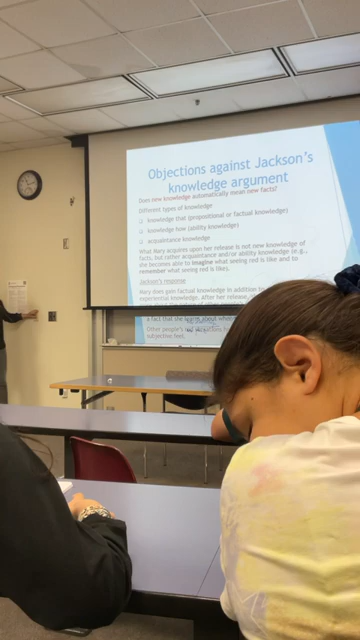 Objections against Jackson's
knowledge argument
Does new knowledge automatically mean new facts?
Different types of knowledge
knowledge that (propositional or factual knowledge)
knowledge how (ability knowledge)
acquaintance knowledge
What Mary acquires upon her release is not new knowledge of
facts, but rather acquaintance and/or ability knowledge (e.g.,
she becomes able to imagine what seeing red is like and to
remember what seeing red is like).
Jackson's response
Mary does gain factual knowledge in addition to
experiential knowledge. After her release,
a fact that she learns about
Other people's
subjective feel.